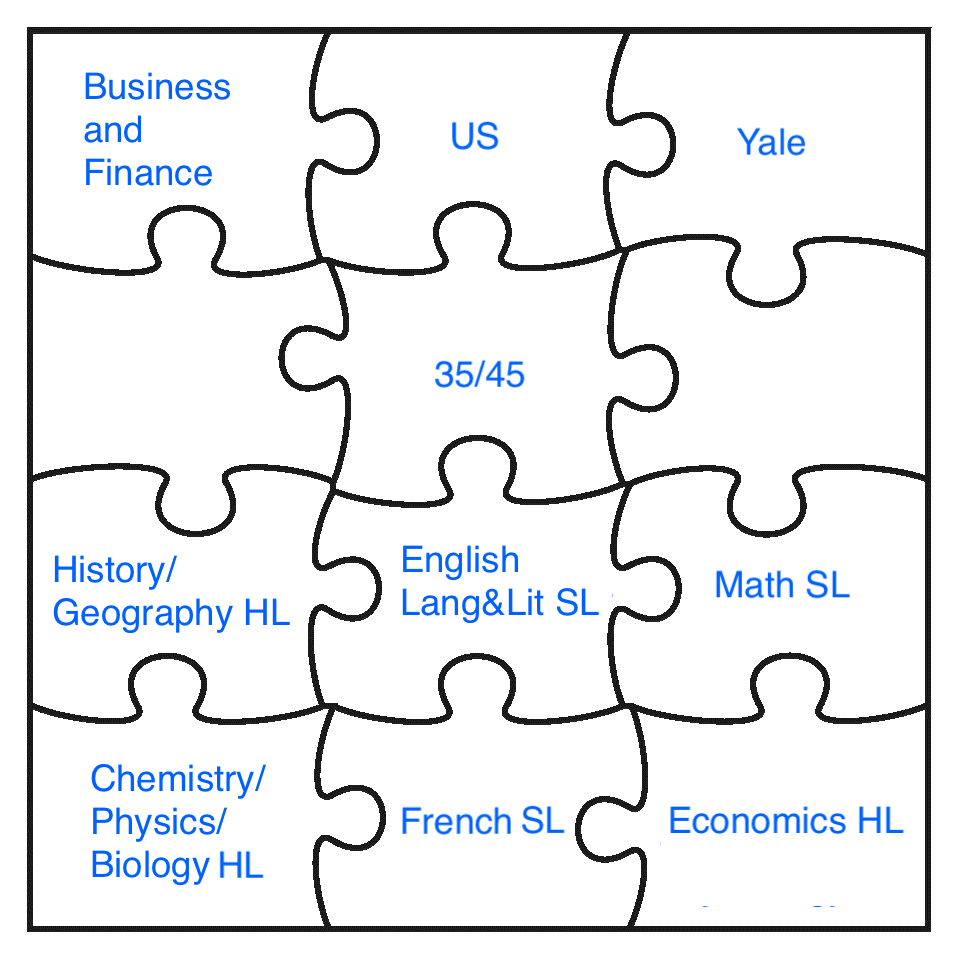 Business
and
Finance
US
Yale
35/45
History/
Geography HL
English
Lang&Lit SL
Math SL
Chemistry/
Physics/
Biology HL
French SL
Economics HL